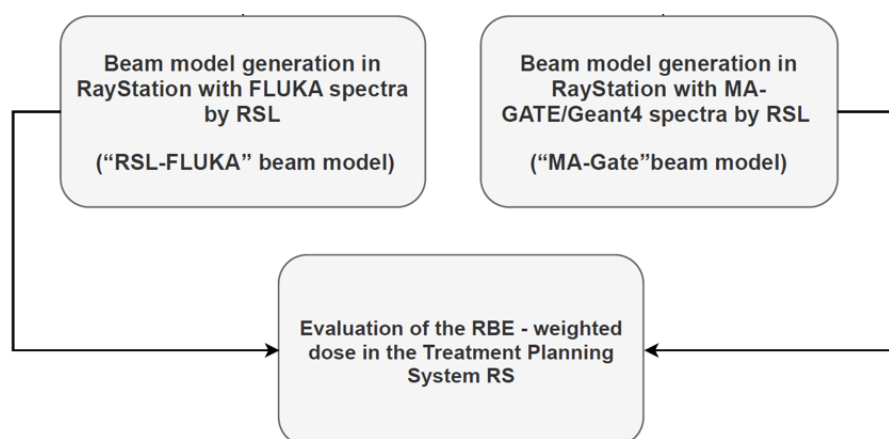 Beam model generation in
RayStation with FLUKA spectra
by RSL
(“RSL-FLUKA” beam model)
Beam model generation in
RayStation with MA-
GATE/Geant4 spectra by RSL
(“MA-Gate”beam model)
Evaluation of the RBE - weighted
dose in the Treatment Planning
System RS